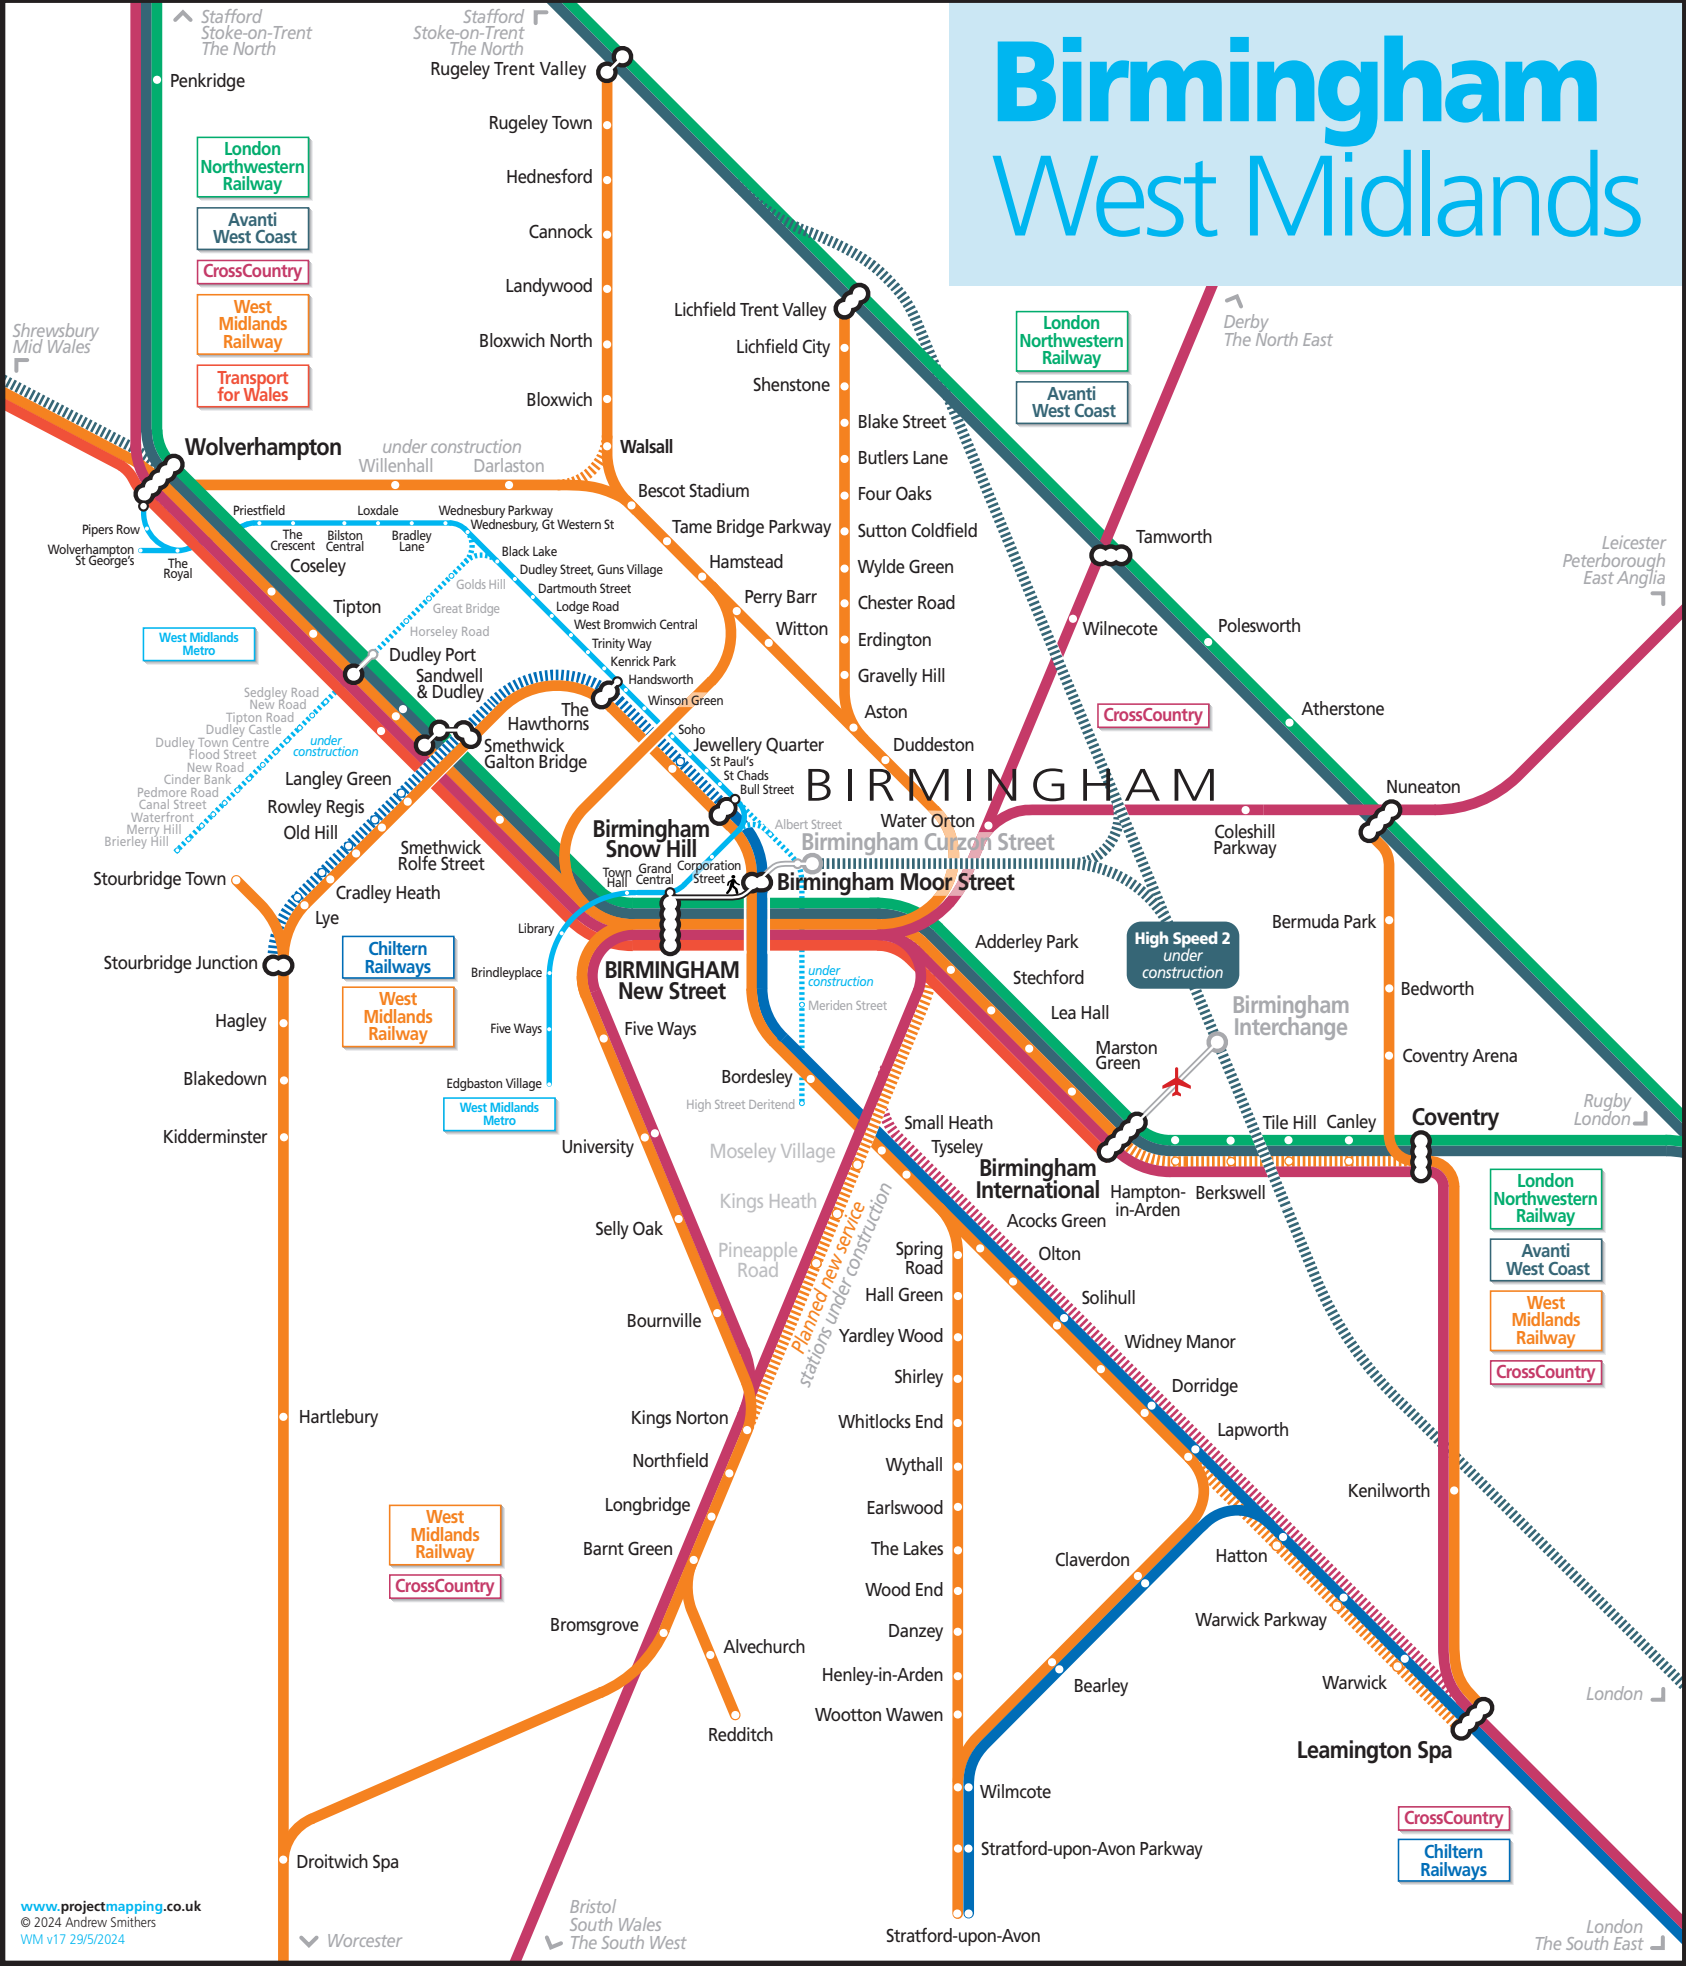 Birmingham
West Midlands
Stafford
Stoke-on-Trent
The North
Stafford
Stoke-on-Trent
The North
Penkridge
Rugeley Trent Valley
Rugeley Town
Hednesford
Cannock
Landywood
Bloxwich North
Bloxwich
Walsall
London
Northwestern
Railway
Avanti
West Coast
CrossCountry
West
Midlands
Railway
Transport
for Wales
Shrewsbury
Mid Wales
Wolverhampton
under construction
Willenhall
Darlaston
Bescot Stadium
Tame Bridge Parkway
Hamstead
Perry Barr
Witton
Lichfield Trent Valley
Lichfield City
Shenstone
Blake Street
Butlers Lane
Four Oaks
Sutton Coldfield
Wylde Green
Chester Road
Erdington
Gravelly Hill
Aston
Duddeston
London
Northwestern
Railway
Avanti
West Coast
Derby
The North East
Tamworth
Wilnecote
Polesworth
Atherstone
CrossCountry
Leicester
Peterborough
East Anglia
Nuneaton
Water Orton
Coleshill
Parkway
Bermuda Park
Bedworth
Coventry Arena
Pipers Row
Wolverhampton
St George's
The
Royal
Priestfield
The
Crescent
Bilston
Central
Loxdale
Bradley
Lane
Wednesbury Parkway
Wednesbury, Gt Western St
Black Lake
Dudley Street, Guns Village
Dartmouth Street
Lodge Road
West Bromwich Central
Trinity Way
Kenrick Park
Handsworth
Winson Green
Soho
Jewellery Quarter
St Paul's
St Chads
Bull Street
Albert Street
Golds Hill
Great Bridge
Horseley Road
Coseley
Tipton
Dudley Port
Sandwell
& Dudley
West Midlands
Metro
Sedgley Road
New Road
Tipton Road
Dudley Castle
Dudley Town Centre
Flood Street
New Road
Cinder Bank
Pedmore Road
Canal Street
Waterfront
Merry Hill
Brierley Hill
under
construction
The
Hawthorns
Smethwick
Galton Bridge
Langley Green
Rowley Regis
Old Hill
Smethwick
Rolfe Street
Cradley Heath
Lye
Stourbridge Town
Stourbridge Junction
Chiltern
Railways
West
Midlands
Railway
BIRMINGHAM
Birmingham
Snow Hill
Birmingham Curzon Street
Birmingham Moor Street
Town
Hall
Grand
Central
Corporation
Street
Library
Brindleyplace
Five Ways
Edgbaston Village
West Midlands
Metro
BIRMINGHAM
New Street
under
construction
Meriden Street
High Street Deritend
Adderley Park
Stechford
Lea Hall
Marston
Green
High Speed 2
under
construction
Birmingham
Interchange
Birmingham
International
Hampton-
in-Arden
Berkswell
Tile Hill
Canley
Coventry
Rugby
London
London
Northwestern
Railway
Avanti
West Coast
West
Midlands
Railway
CrossCountry
Hagley
Blakedown
Kidderminster
Hartlebury
Droitwich Spa
Worcester
Five Ways
University
Selly Oak
Bournville
Kings Norton
Northfield
Longbridge
Barnt Green
Bromsgrove
Alvechurch
Redditch
West
Midlands
Railway
CrossCountry
Moseley Village
Kings Heath
Pineapple
Road
Planned new service
stations under construction
Bordesley
Small Heath
Tyseley
Acocks Green
Olton
Solihull
Widney Manor
Dorridge
Lapworth
Hatton
Warwick Parkway
Warwick
Leamington Spa
Kenilworth
Spring
Road
Hall Green
Yardley Wood
Shirley
Whitlocks End
Wythall
Earlswood
The Lakes
Wood End
Danzey
Henley-in-Arden
Wootton Wawen
Claverdon
Bearley
Wilmcote
Stratford-upon-Avon Parkway
Stratford-upon-Avon
London
CrossCountry
Chiltern
Railways
London
The South East
Bristol
South Wales
The South West
www.projectmapping.co.uk
© 2024 Andrew Smithers
WM v17 29/5/2024